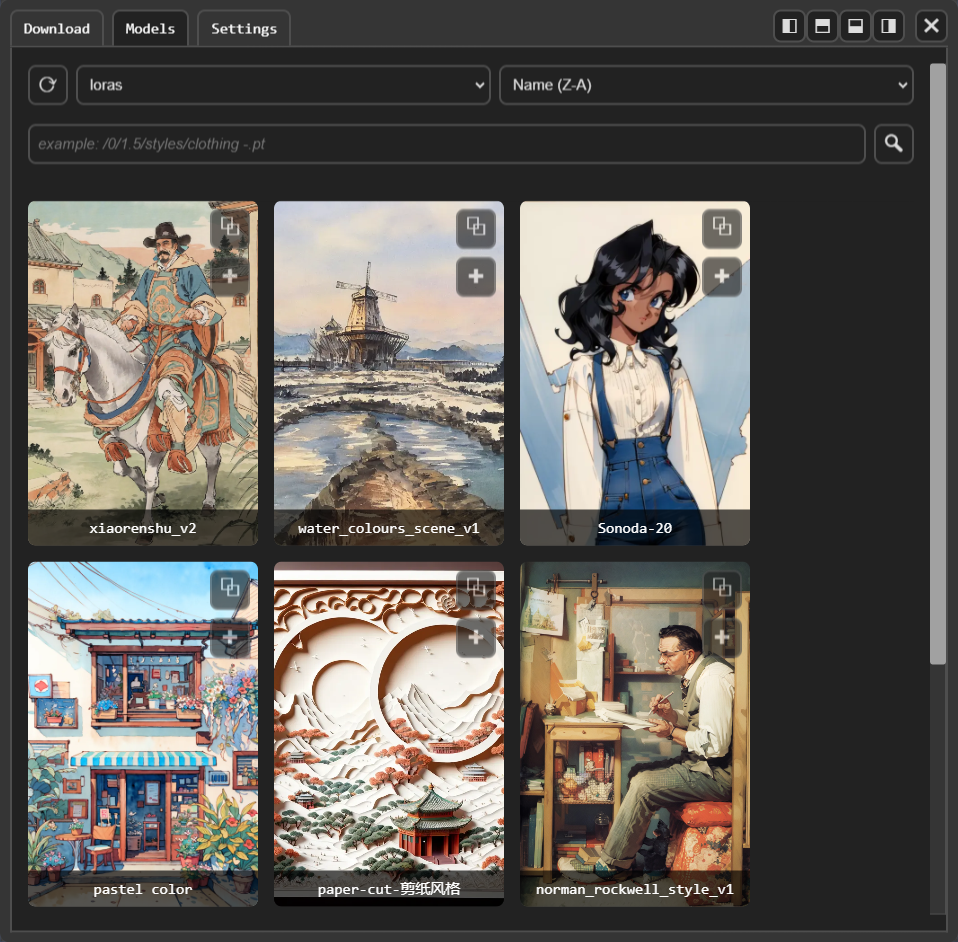 Download Models Settings
loras Name (Z-A)
example: /0/1.5/styles/clothing -.pt
xiaorenshu_v2 water_colours_scene_v1 Sonoda-20
pastel color paper-cut-剪纸风格 norman_rockwell_style_v1